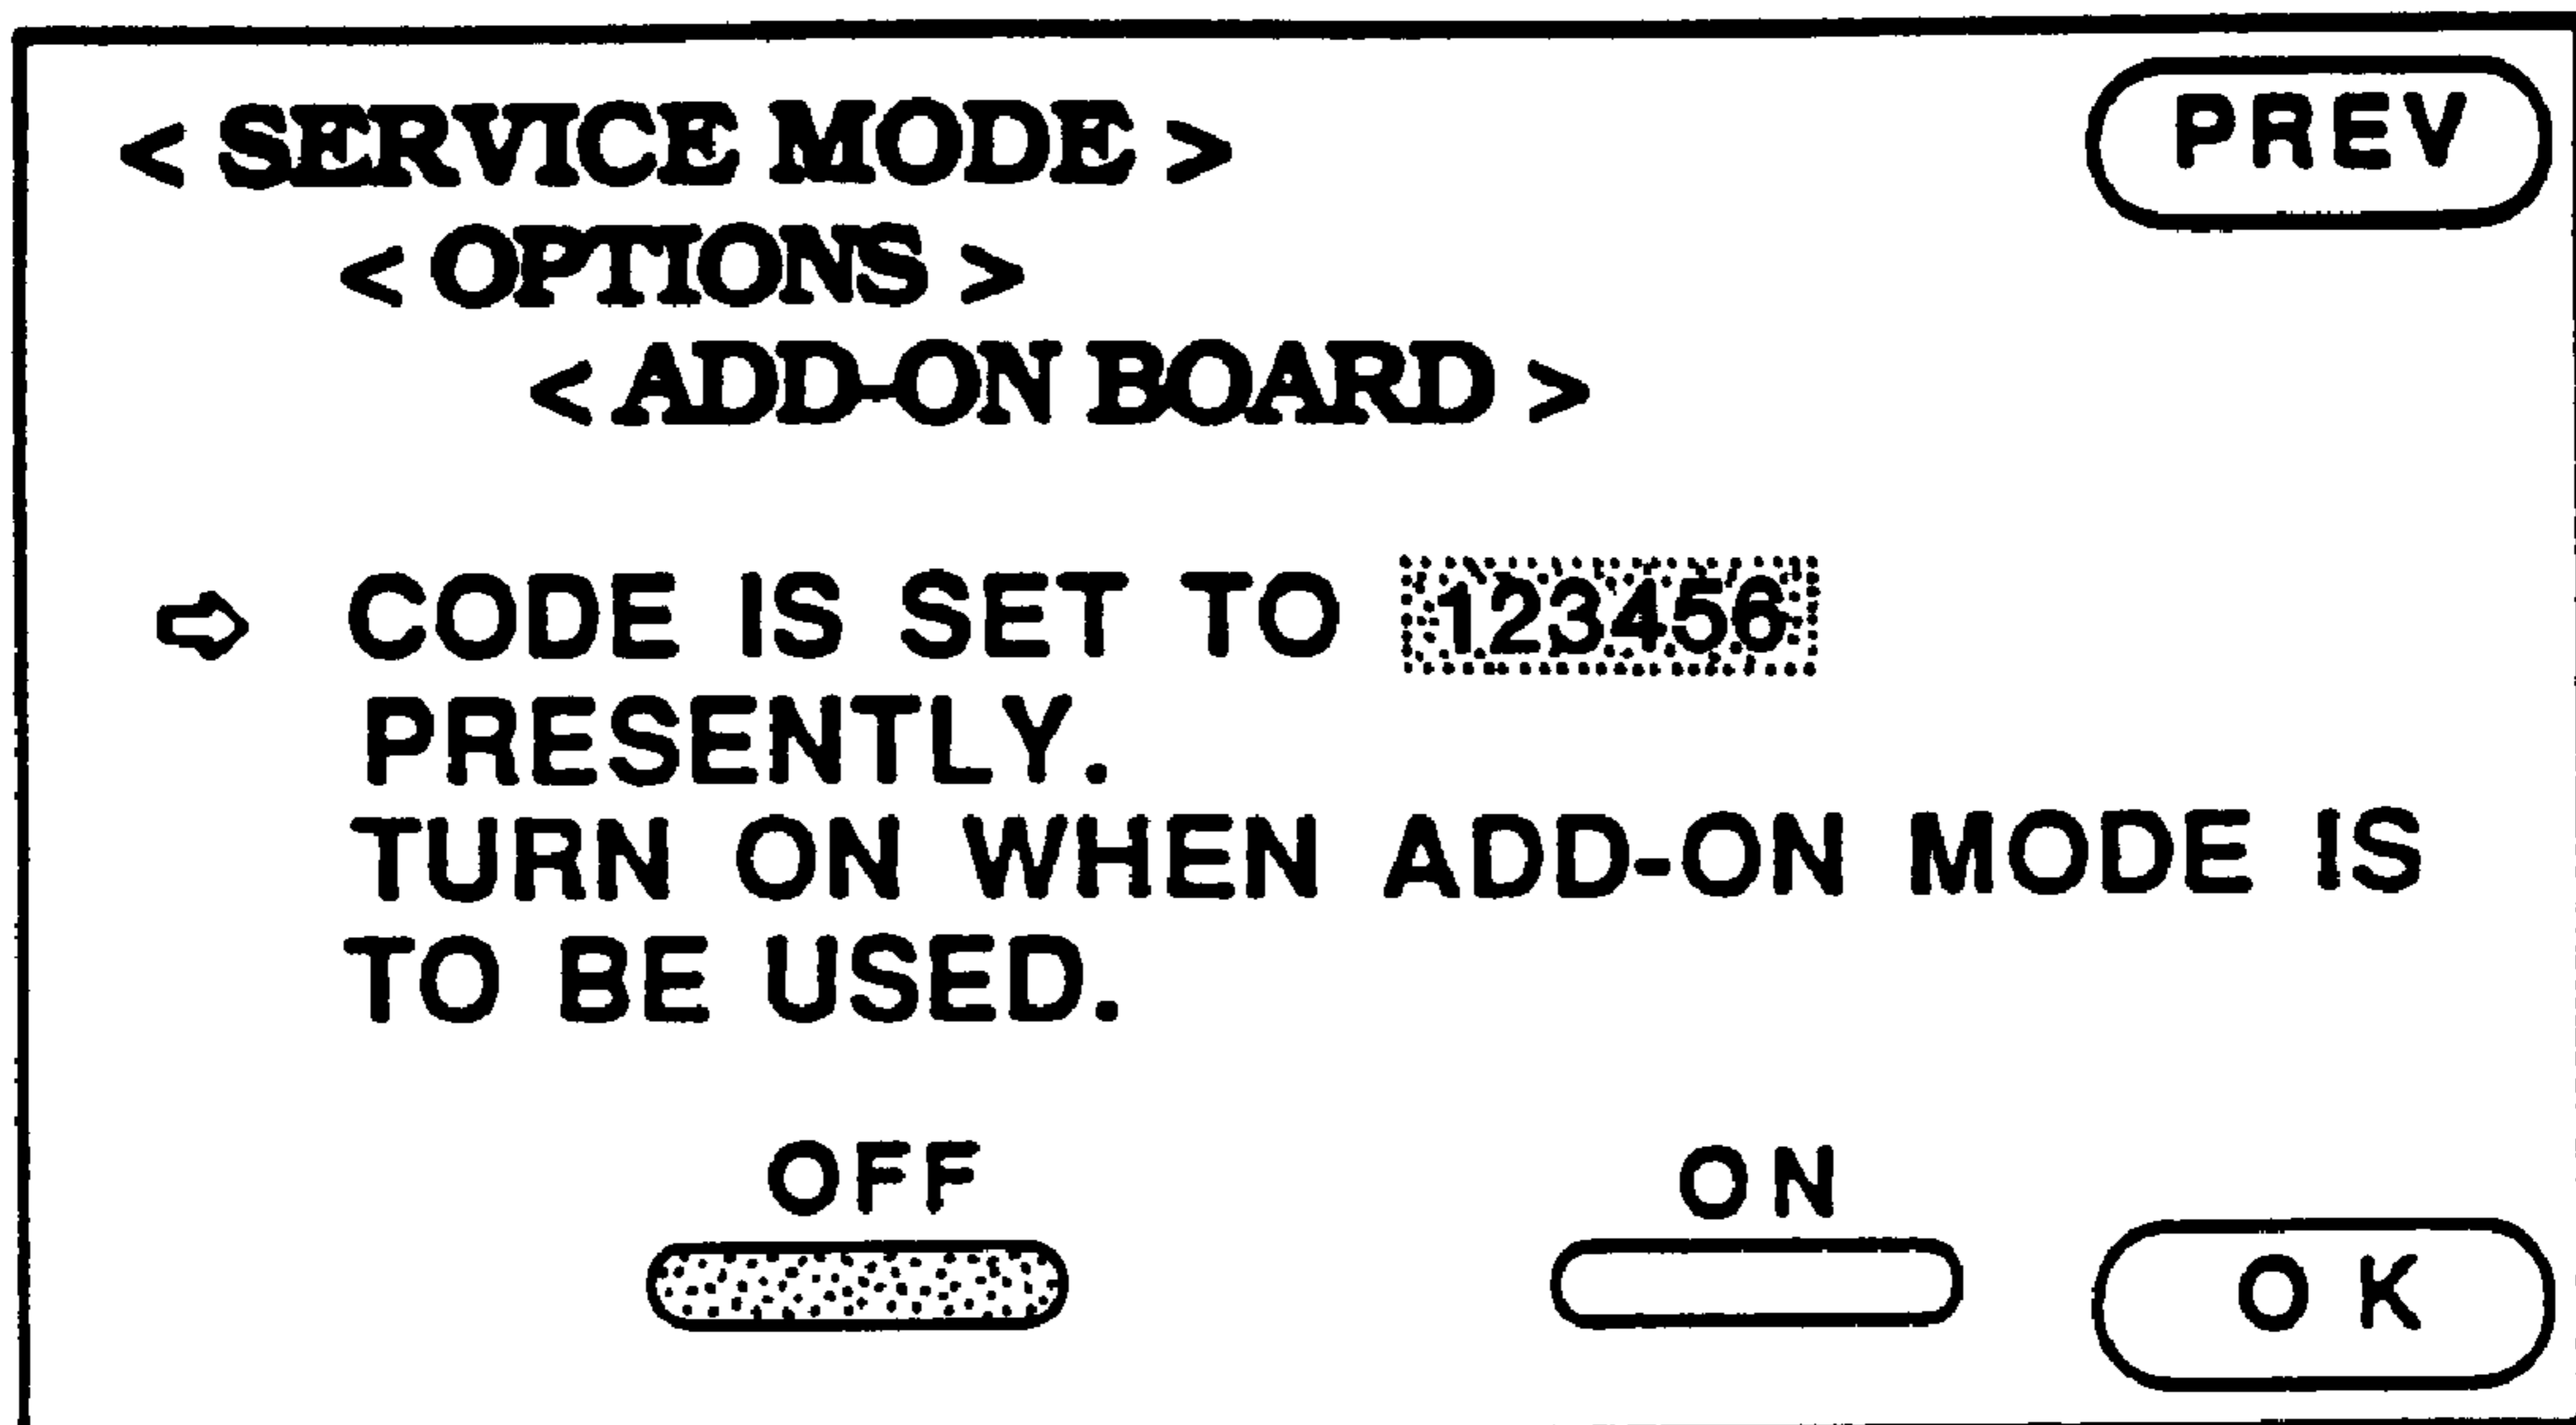 < SERVICE MODE >
PREV
< OPTIONS >
< ADD-ON BOARD >
⇨ CODE IS SET TO 123456
PRESENTLY.
TURN ON WHEN ADD-ON MODE IS
TO BE USED.
OFF
ON
OK